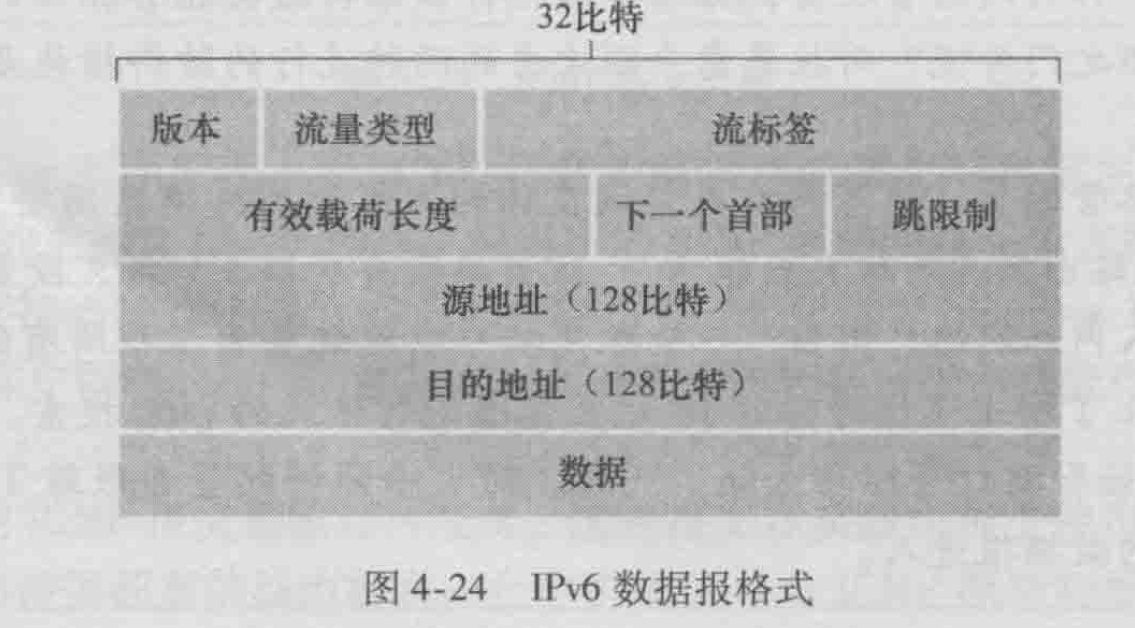 32比特
版本 流量类型 流标签
有效载荷长度 下一个首部 跳限制
源地址（128比特）
目的地址（128比特）
数据
图 4-24 IPv6 数据报格式